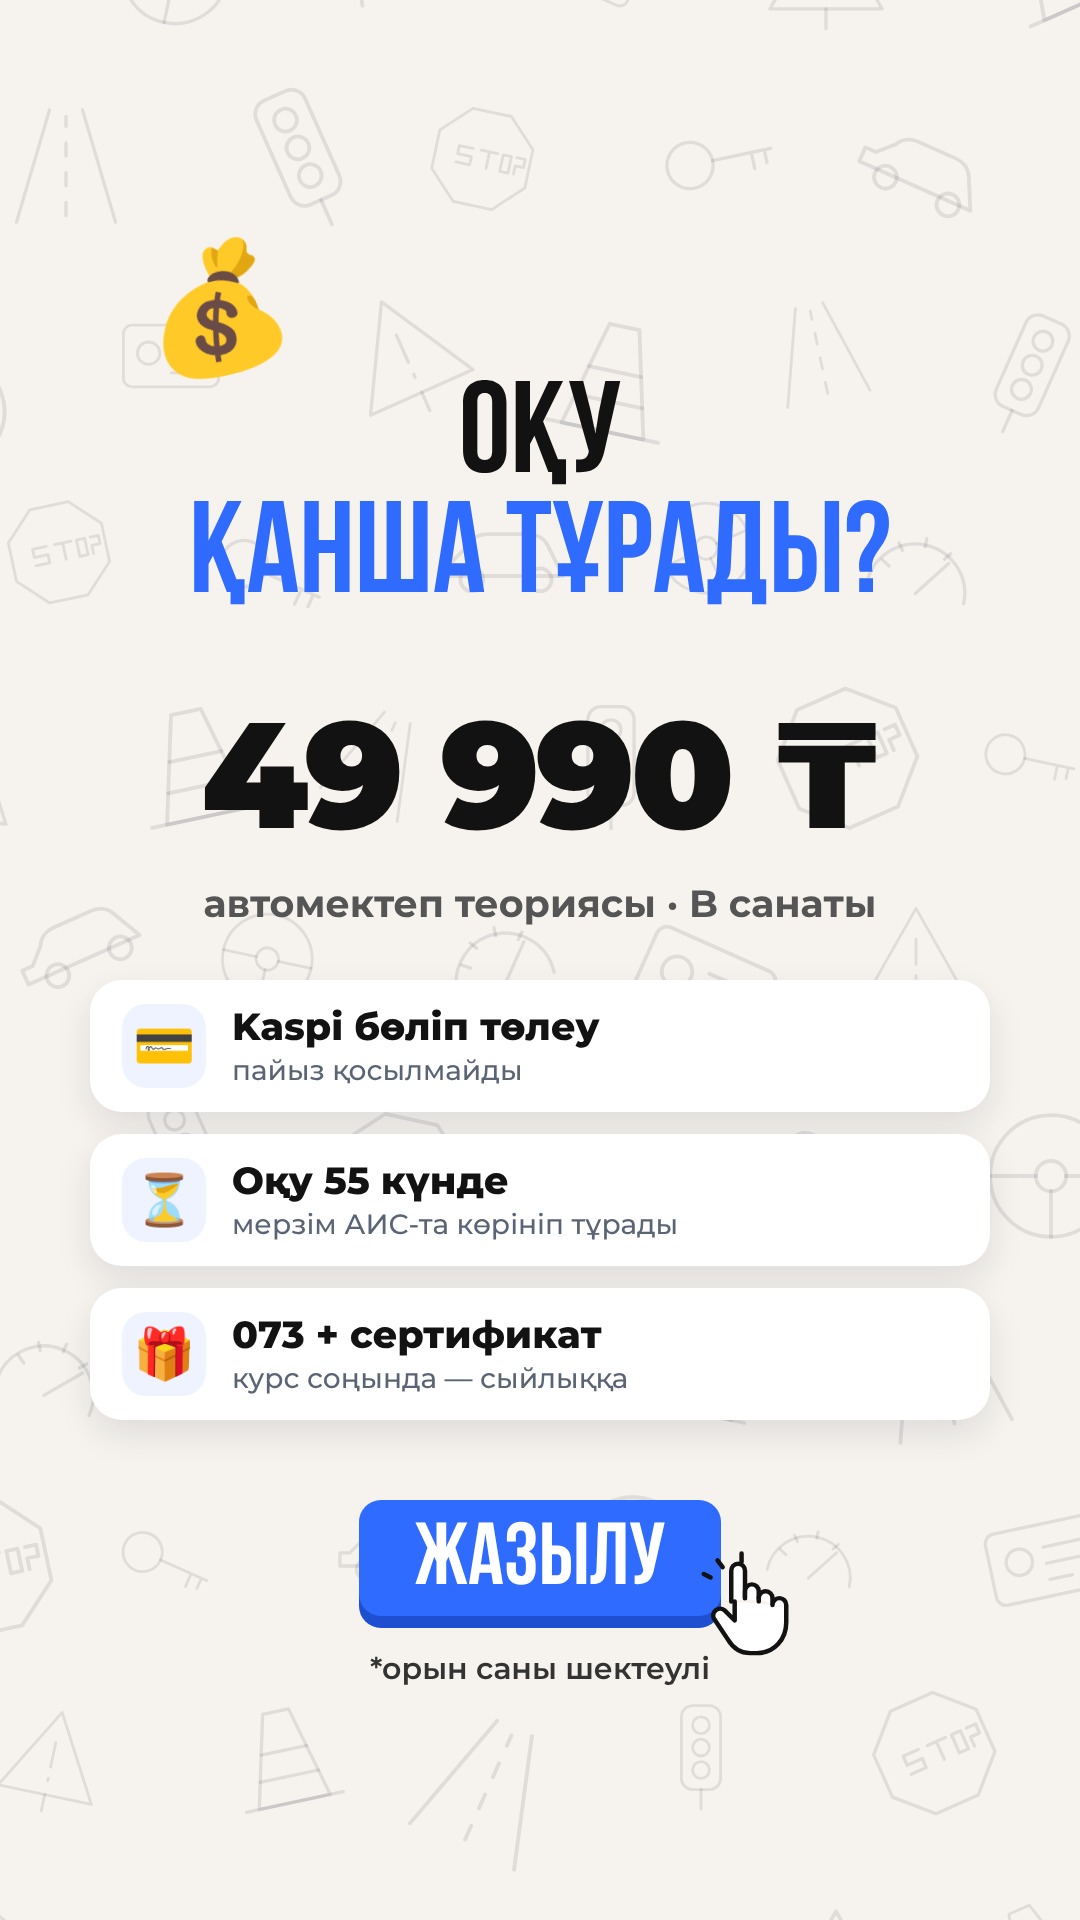 ОҚУ
ҚАНША ТҰРАДЫ?
49 990 ₸
автомектеп теориясы · В санаты
Kaspi бөліп төлеу
пайыз қосылмайды
Оқу 55 күнде
мерзім АИС-та көрініп тұрады
073 + сертификат
курс соңында — сыйлыққа
ЖАЗЫЛУ
*орын саны шектеулі